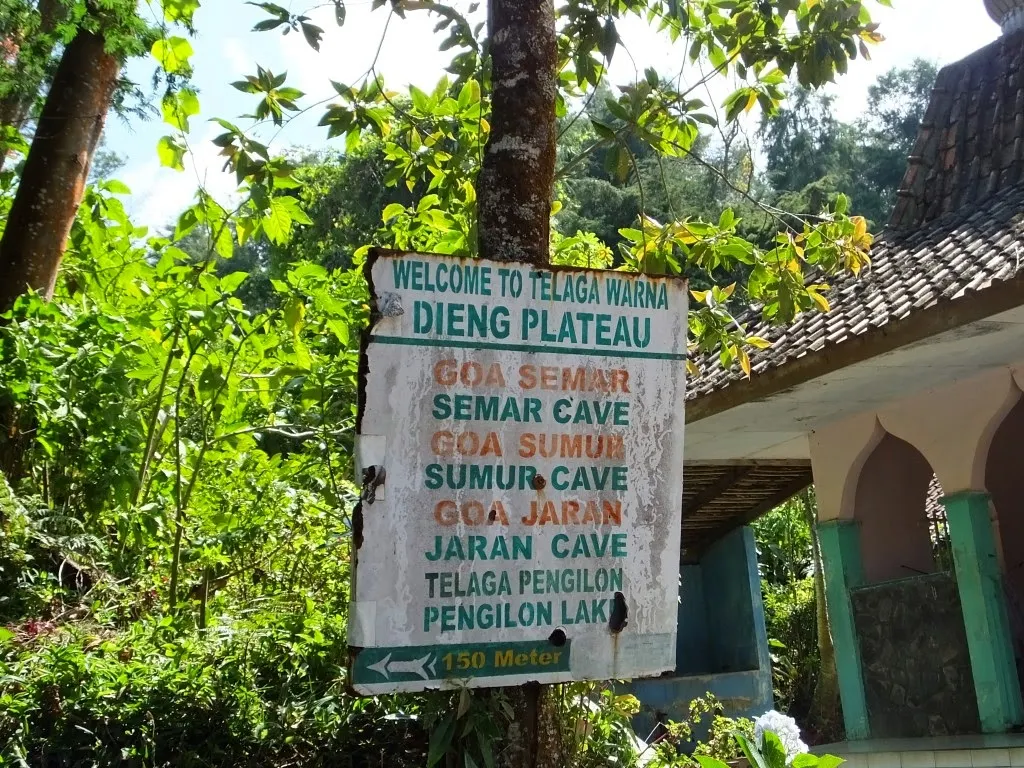 WELCOME TO TELAGA WARNA
DIENG PLATEAU
GOA SEMAR
SEMAR CAVE
GOA SUMUR
SUMUR CAVE
GOA JARAN
JARAN CAVE
TELAGA PENGILON
PENGILON LAKE
150 Meter